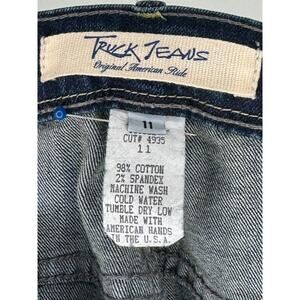 TRUCK JEANS
Original American Ride
11
CUT# 4935
11
98% COTTON
2% SPANDEX
MACHINE WASH
COLD WATER
TUMBLE DRY LOW
MADE WITH
AMERICAN HANDS
IN THE U.S.A.